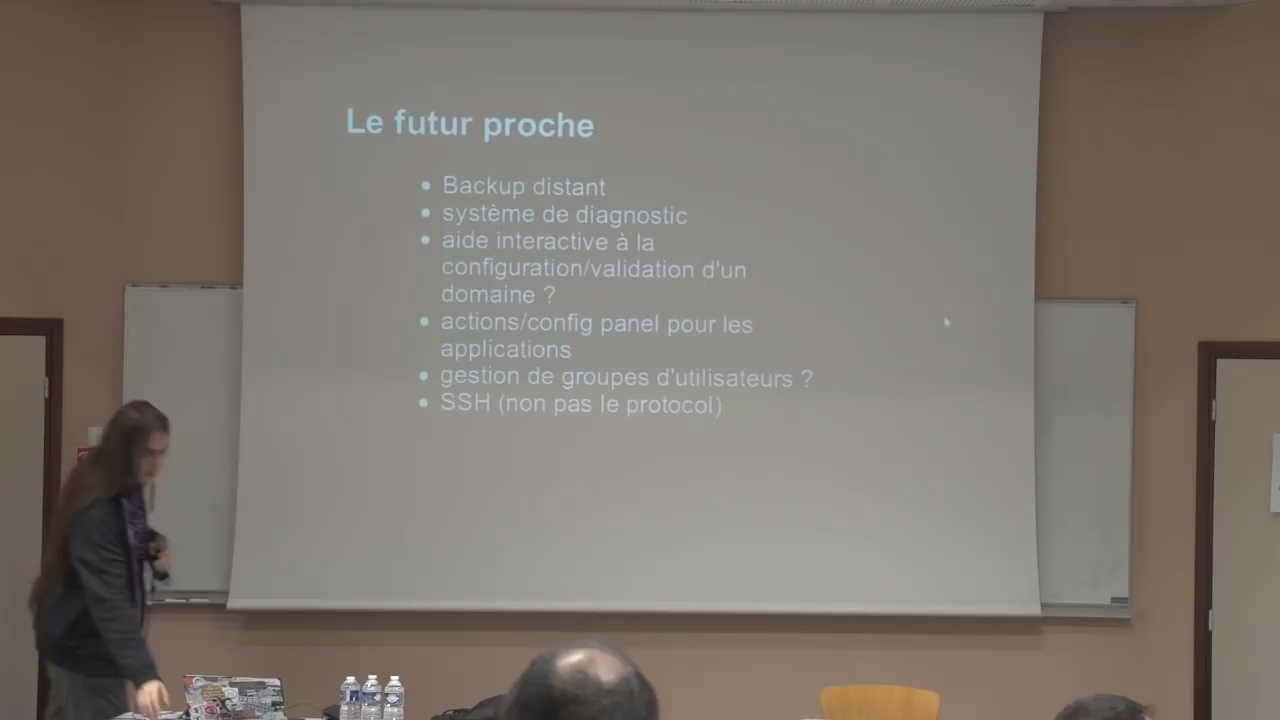 Le futur proche
Backup distant
système de diagnostic
aide interactive à la
configuration/validation d'un
domaine ?
actions/config panel pour les
applications
gestion de groupes d'utilisateurs ?
SSH (non pas le protocol)